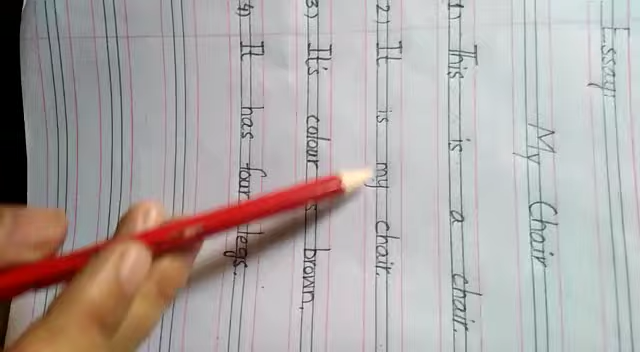 Essay:
My Chair
1) This is a chair.
2) It is my chair.
3) It's colour is brown.
4) It has four legs.